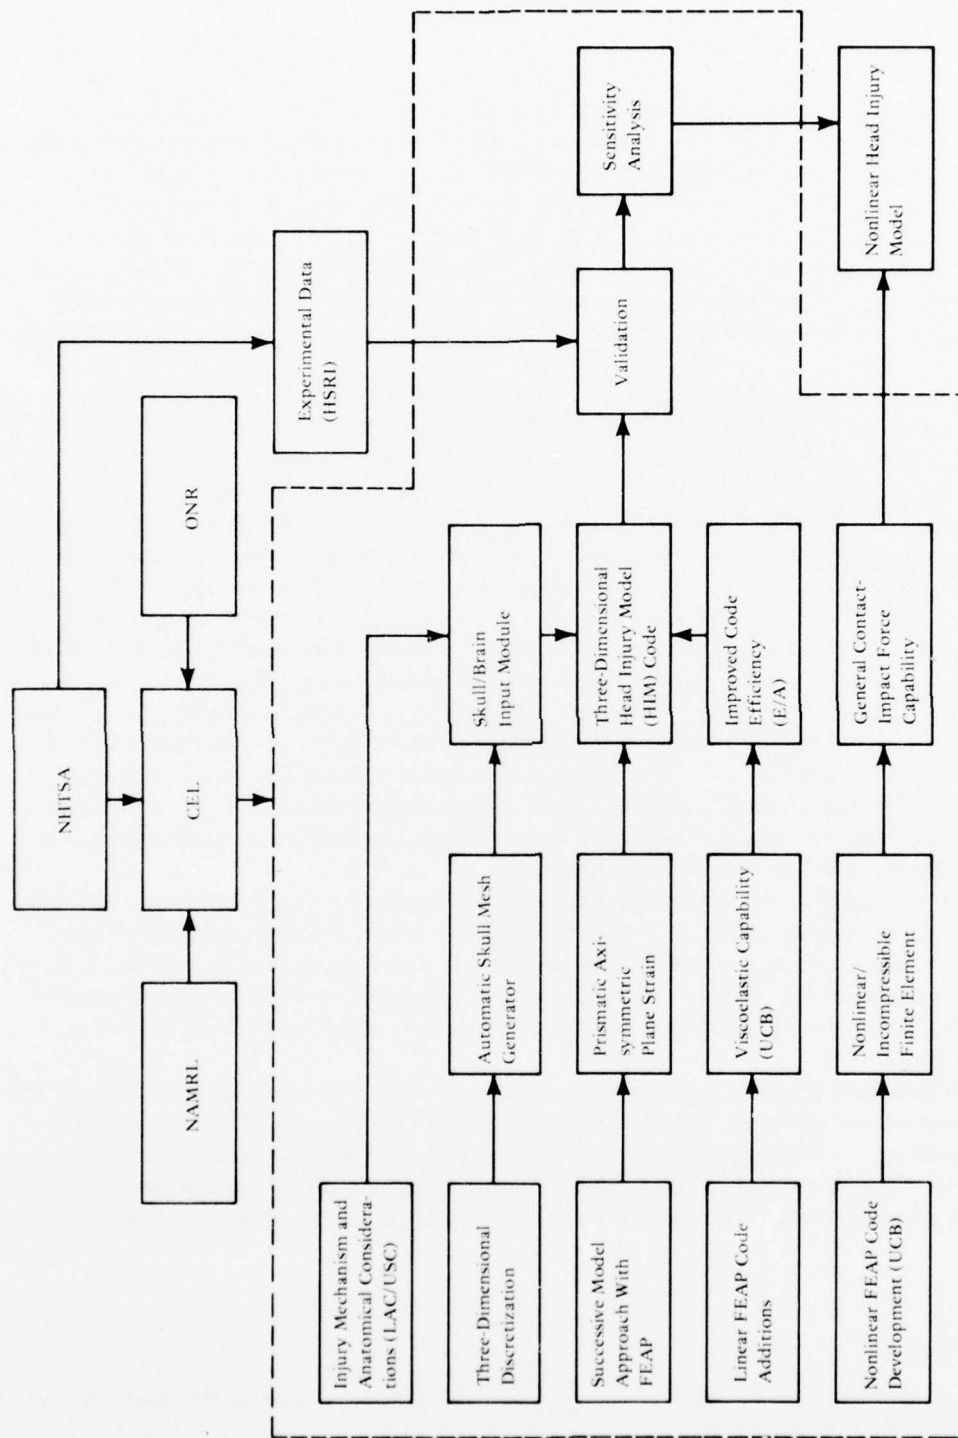 NHTSA
NAMRL
CEL
ONR
Experimental Data
(HSRI)
Injury Mechanism and
Anatomical Considera-
tions (LAC/USC)
Three-Dimensional
Discretization
Automatic Skull Mesh
Generator
Skull/Brain
Input Module
Successive Model
Approach With
FEAP
Prismatic Axi-
symmetric
Plane Strain
Three-Dimensional
Head Injury Model
(HIM) Code
Validation
Sensitivity
Analysis
Linear FEAP Code
Additions
Viscoelastic Capability
(UCB)
Improved Code
Efficiency
(E/A)
Nonlinear FEAP Code
Development (UCB)
Nonlinear/
Incompressible
Finite Element
General Contact-
Impact Force
Capability
Nonlinear Head Injury
Model